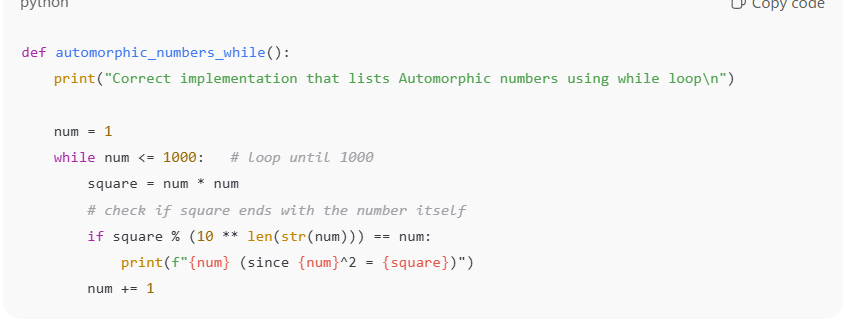 python
Copy code
def automorphic_numbers_while():
    print("Correct implementation that lists Automorphic numbers using while loop\n")
    num = 1
    while num <= 1000:   # loop until 1000
        square = num * num
        # check if square ends with the number itself
        if square % (10 ** len(str(num))) == num:
            print(f"{num} (since {num}^2 = {square})")
        num += 1